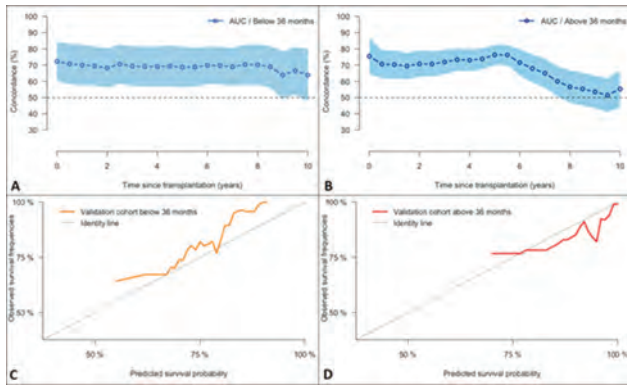 AUC / Below 36 months
100
90
80
70
60
50
40
30
Concordance (%)
0
2
4
6
8
10
A
Time since transplantation (years)
AUC / Above 36 months
100
90
80
70
60
50
40
30
Concordance (%)
0
2
4
6
8
10
B
Time since transplantation (years)
100 %
75%
50%
Observed survival frequencies
Validation cohort below 36 months
Identity line
50 %
75 %
100 %
C
Predicted survival probability
100 %
75%
50%
Observed survival frequencies
Validation cohort above 36 months
Identity line
50 %
75 %
100 %
D
Predicted survival probability